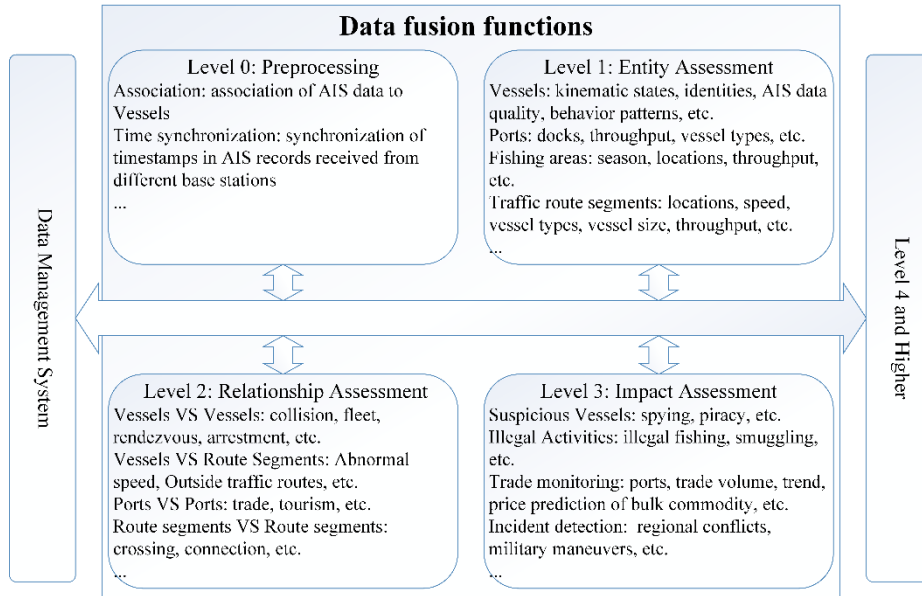 Data fusion functions
Level 0: Preprocessing
Association: association of AIS data to
Vessels
Time synchronization: synchronization of
timestamps in AIS records received from
different base stations
...
Level 1: Entity Assessment
Vessels: kinematic states, identities, AIS data
quality, behavior patterns, etc.
Ports: docks, throughput, vessel types, etc.
Fishing areas: season, locations, throughput,
etc.
Traffic route segments: locations, speed,
vessel types, vessel size, throughput, etc.
...
Data Management System
Level 4 and Higher
Level 2: Relationship Assessment
Vessels VS Vessels: collision, fleet,
rendezvous, arrestment, etc.
Vessels VS Route Segments: Abnormal
speed, Outside traffic routes, etc.
Ports VS Ports: trade, tourism, etc.
Route segments VS Route segments:
crossing, connection, etc.
...
Level 3: Impact Assessment
Suspicious Vessels: spying, piracy, etc.
Illegal Activities: illegal fishing, smuggling,
etc.
Trade monitoring: ports, trade volume, trend,
price prediction of bulk commodity, etc.
Incident detection: regional conflicts,
military maneuvers, etc.
...